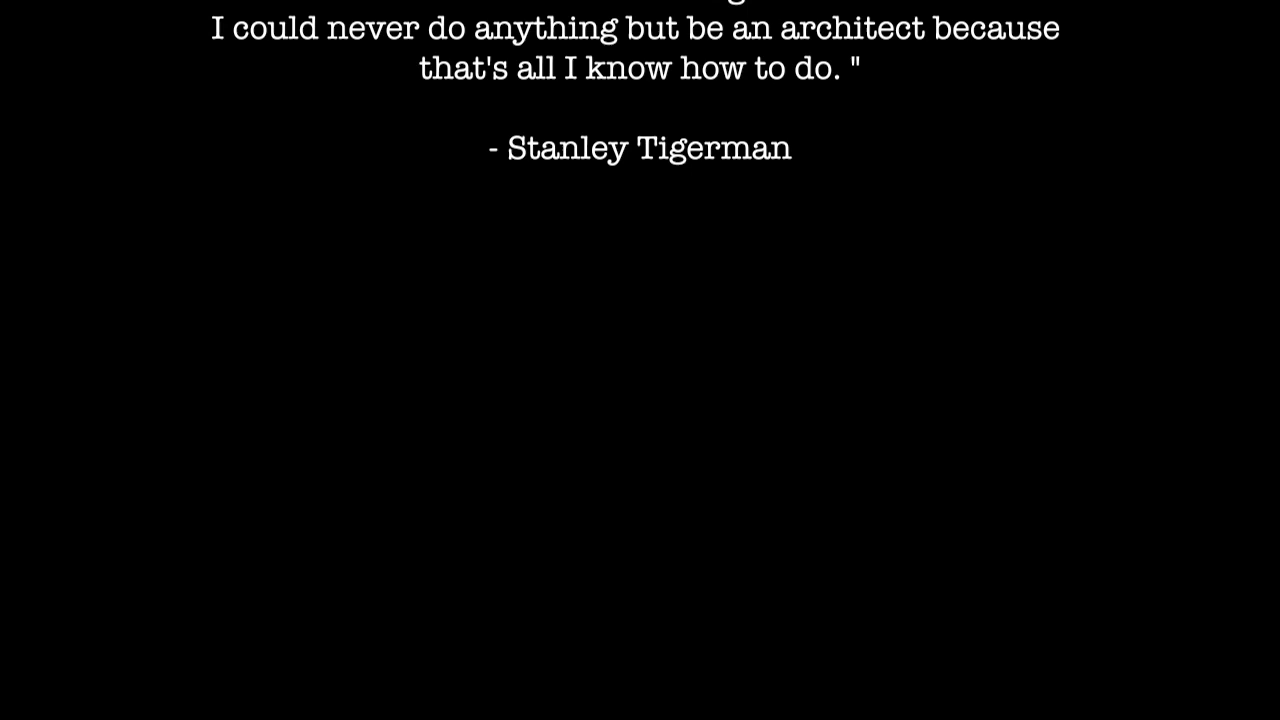 I could never do anything but be an architect because
that's all I know how to do. "
- Stanley Tigerman